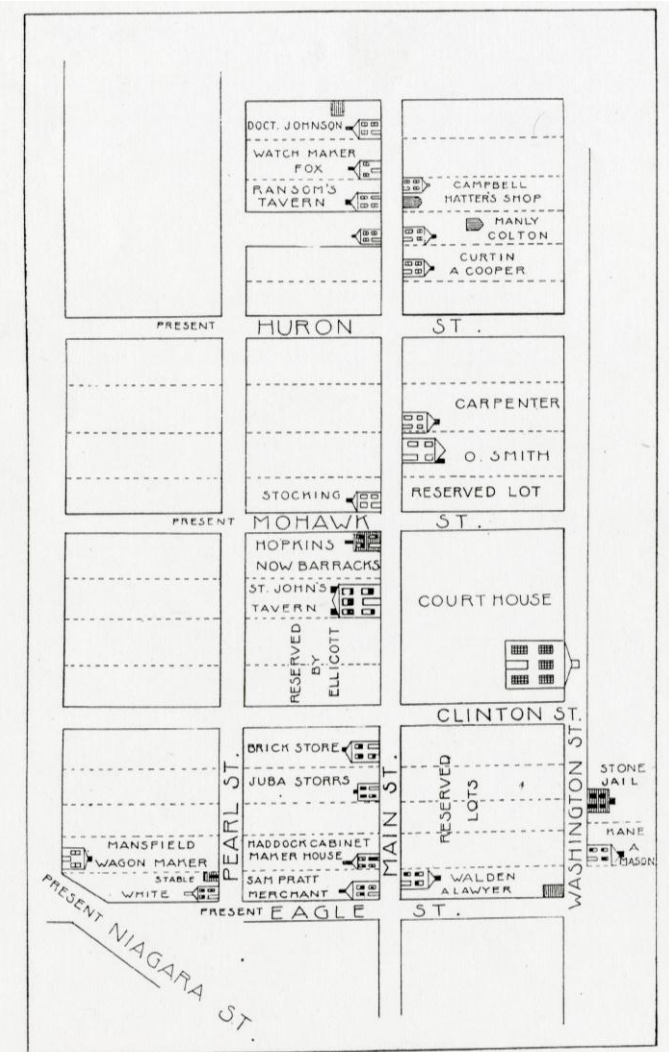 DOCT. JOHNSON
WATCH MAKER
FOX
RANSOM'S
TAVERN
CAMPBELL
HATTER'S SHOP
MANLY
COLTON
CURTIN
A COOPER
PRESENT HURON ST.
CARPENTER
O. SMITH
RESERVED LOT
STOCKING
PRESENT MOHAWK ST.
HOPKINS
NOW BARRACKS
ST. JOHN'S
TAVERN
RESERVED
BY
ELLICOTT
COURT HOUSE
CLINTON ST.
BRICK STORE
JUBA STORRS
HADDOCK CABINET
MAKER HOUSE
SAM PRATT
MERCHANT
PEARL ST.
MAIN ST.
RESERVED
LOTS
WALDEN
A LAWYER
WASHINGTON ST.
STONE
JAIL
KANE
A
MASON
MANSFIELD
WAGON MAKER
STABLE
WHITE
PRESENT EAGLE ST.
PRESENT NIAGARA ST.